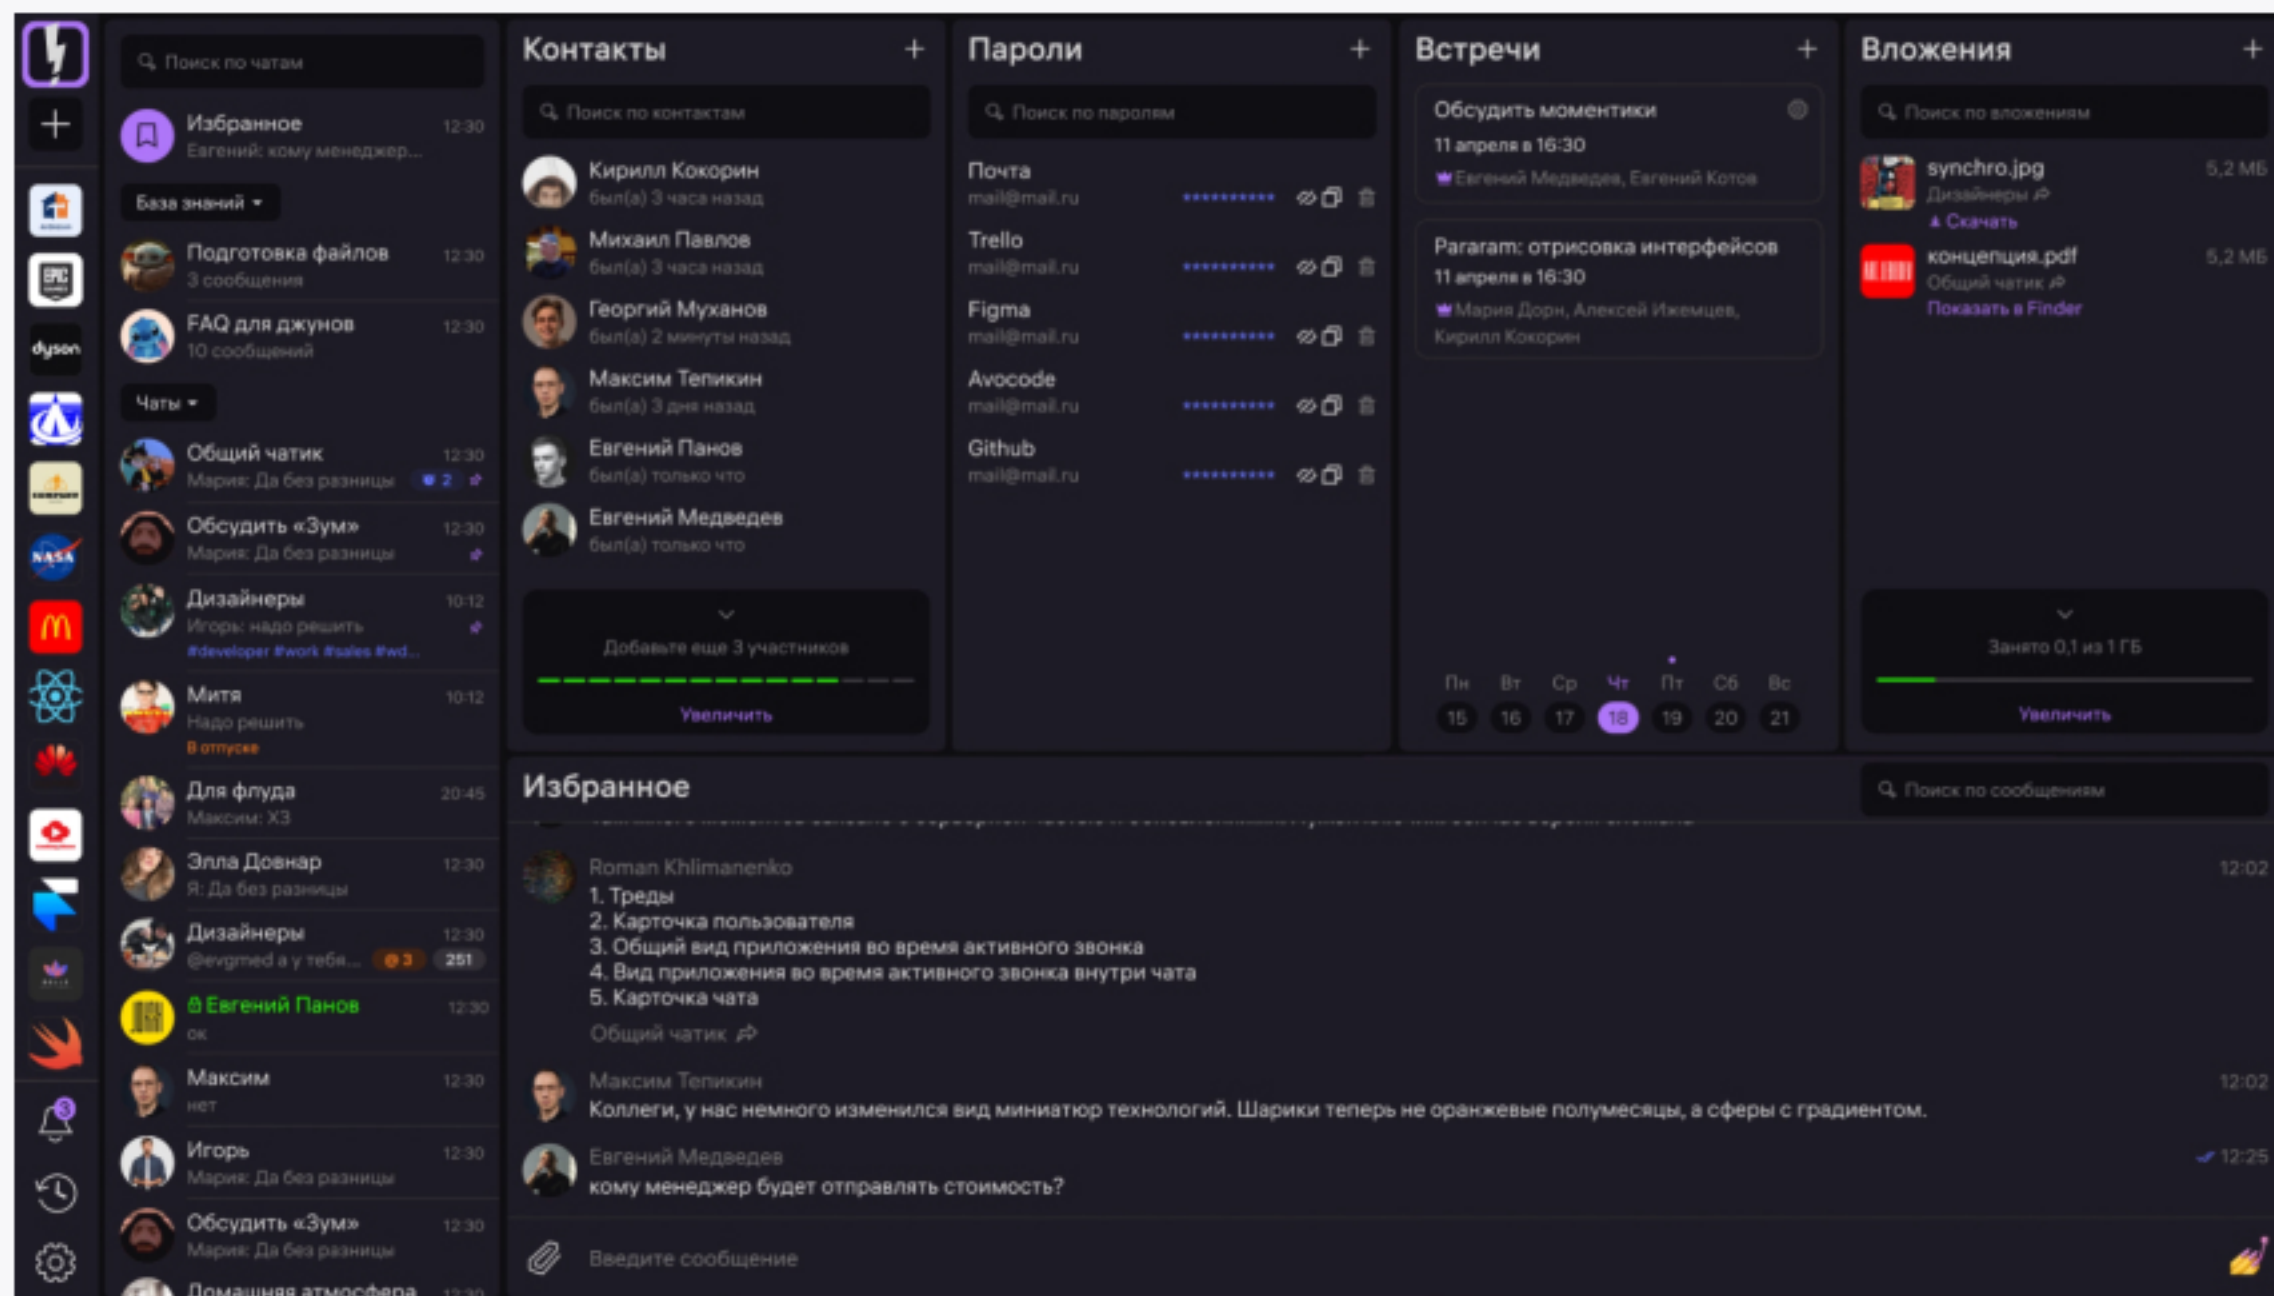 Поиск по чатам
Избранное 12:30
Евгений: кому менеджер...
База знаний
Подготовка файлов 12:30
3 сообщения
FAQ для джунов 12:30
10 сообщений
Чаты
Общий чатик 12:30
Мария: Да без разницы 2
Обсудить «Зум» 12:30
Мария: Да без разницы
Дизайнеры 10:12
Игорь: надо решить
#developer #work #sales #wd...
Митя 10:12
Надо решить
В отпуске
Для флуда 20:45
Максим: ХЗ
Элла Довнар 12:30
Я: Да без разницы
Дизайнеры 12:30
@evgmed а у тебя... @3 251
Евгений Панов 12:30
ок
Максим 12:30
нет
Игорь 12:30
Мария: Да без разницы
Обсудить «Зум» 12:30
Мария: Да без разницы
Домашняя атмосфера 12:30
EPIC GAMES
dyson
NASA
3
Контакты
Поиск по контактам
Кирилл Кокорин
был(а) 3 часа назад
Михаил Павлов
был(а) 3 часа назад
Георгий Муханов
был(а) 2 минуты назад
Максим Тепикин
был(а) 3 дня назад
Евгений Панов
был(а) только что
Евгений Медведев
был(а) только что
Добавьте еще 3 участников
Увеличить
Пароли
Поиск по паролям
Почта
mail@mail.ru **********
Trello
mail@mail.ru **********
Figma
mail@mail.ru **********
Avocode
mail@mail.ru **********
Github
mail@mail.ru **********
Встречи
Обсудить моментики
11 апреля в 16:30
Евгений Медведев, Евгений Котов
Pararam: отрисовка интерфейсов
11 апреля в 16:30
Мария Дорн, Алексей Ижемцев,
Кирилл Кокорин
Пн Вт Ср Чт Пт Сб Вс
15 16 17 18 19 20 21
Вложения
Поиск по вложениям
synchro.jpg 5,2 МБ
Дизайнеры
Скачать
концепция.pdf 5,2 МБ
Общий чатик
Показать в Finder
Занято 0,1 из 1 ГБ
Увеличить
Избранное
Поиск по сообщениям
Roman Khlimanenko 12:02
1. Треды
2. Карточка пользователя
3. Общий вид приложения во время активного звонка
4. Вид приложения во время активного звонка внутри чата
5. Карточка чата
Общий чатик
Максим Тепикин 12:02
Коллеги, у нас немного изменился вид миниатюр технологий. Шарики теперь не оранжевые полумесяцы, а сферы с градиентом.
Евгений Медведев 12:25
кому менеджер будет отправлять стоимость?
Введите сообщение